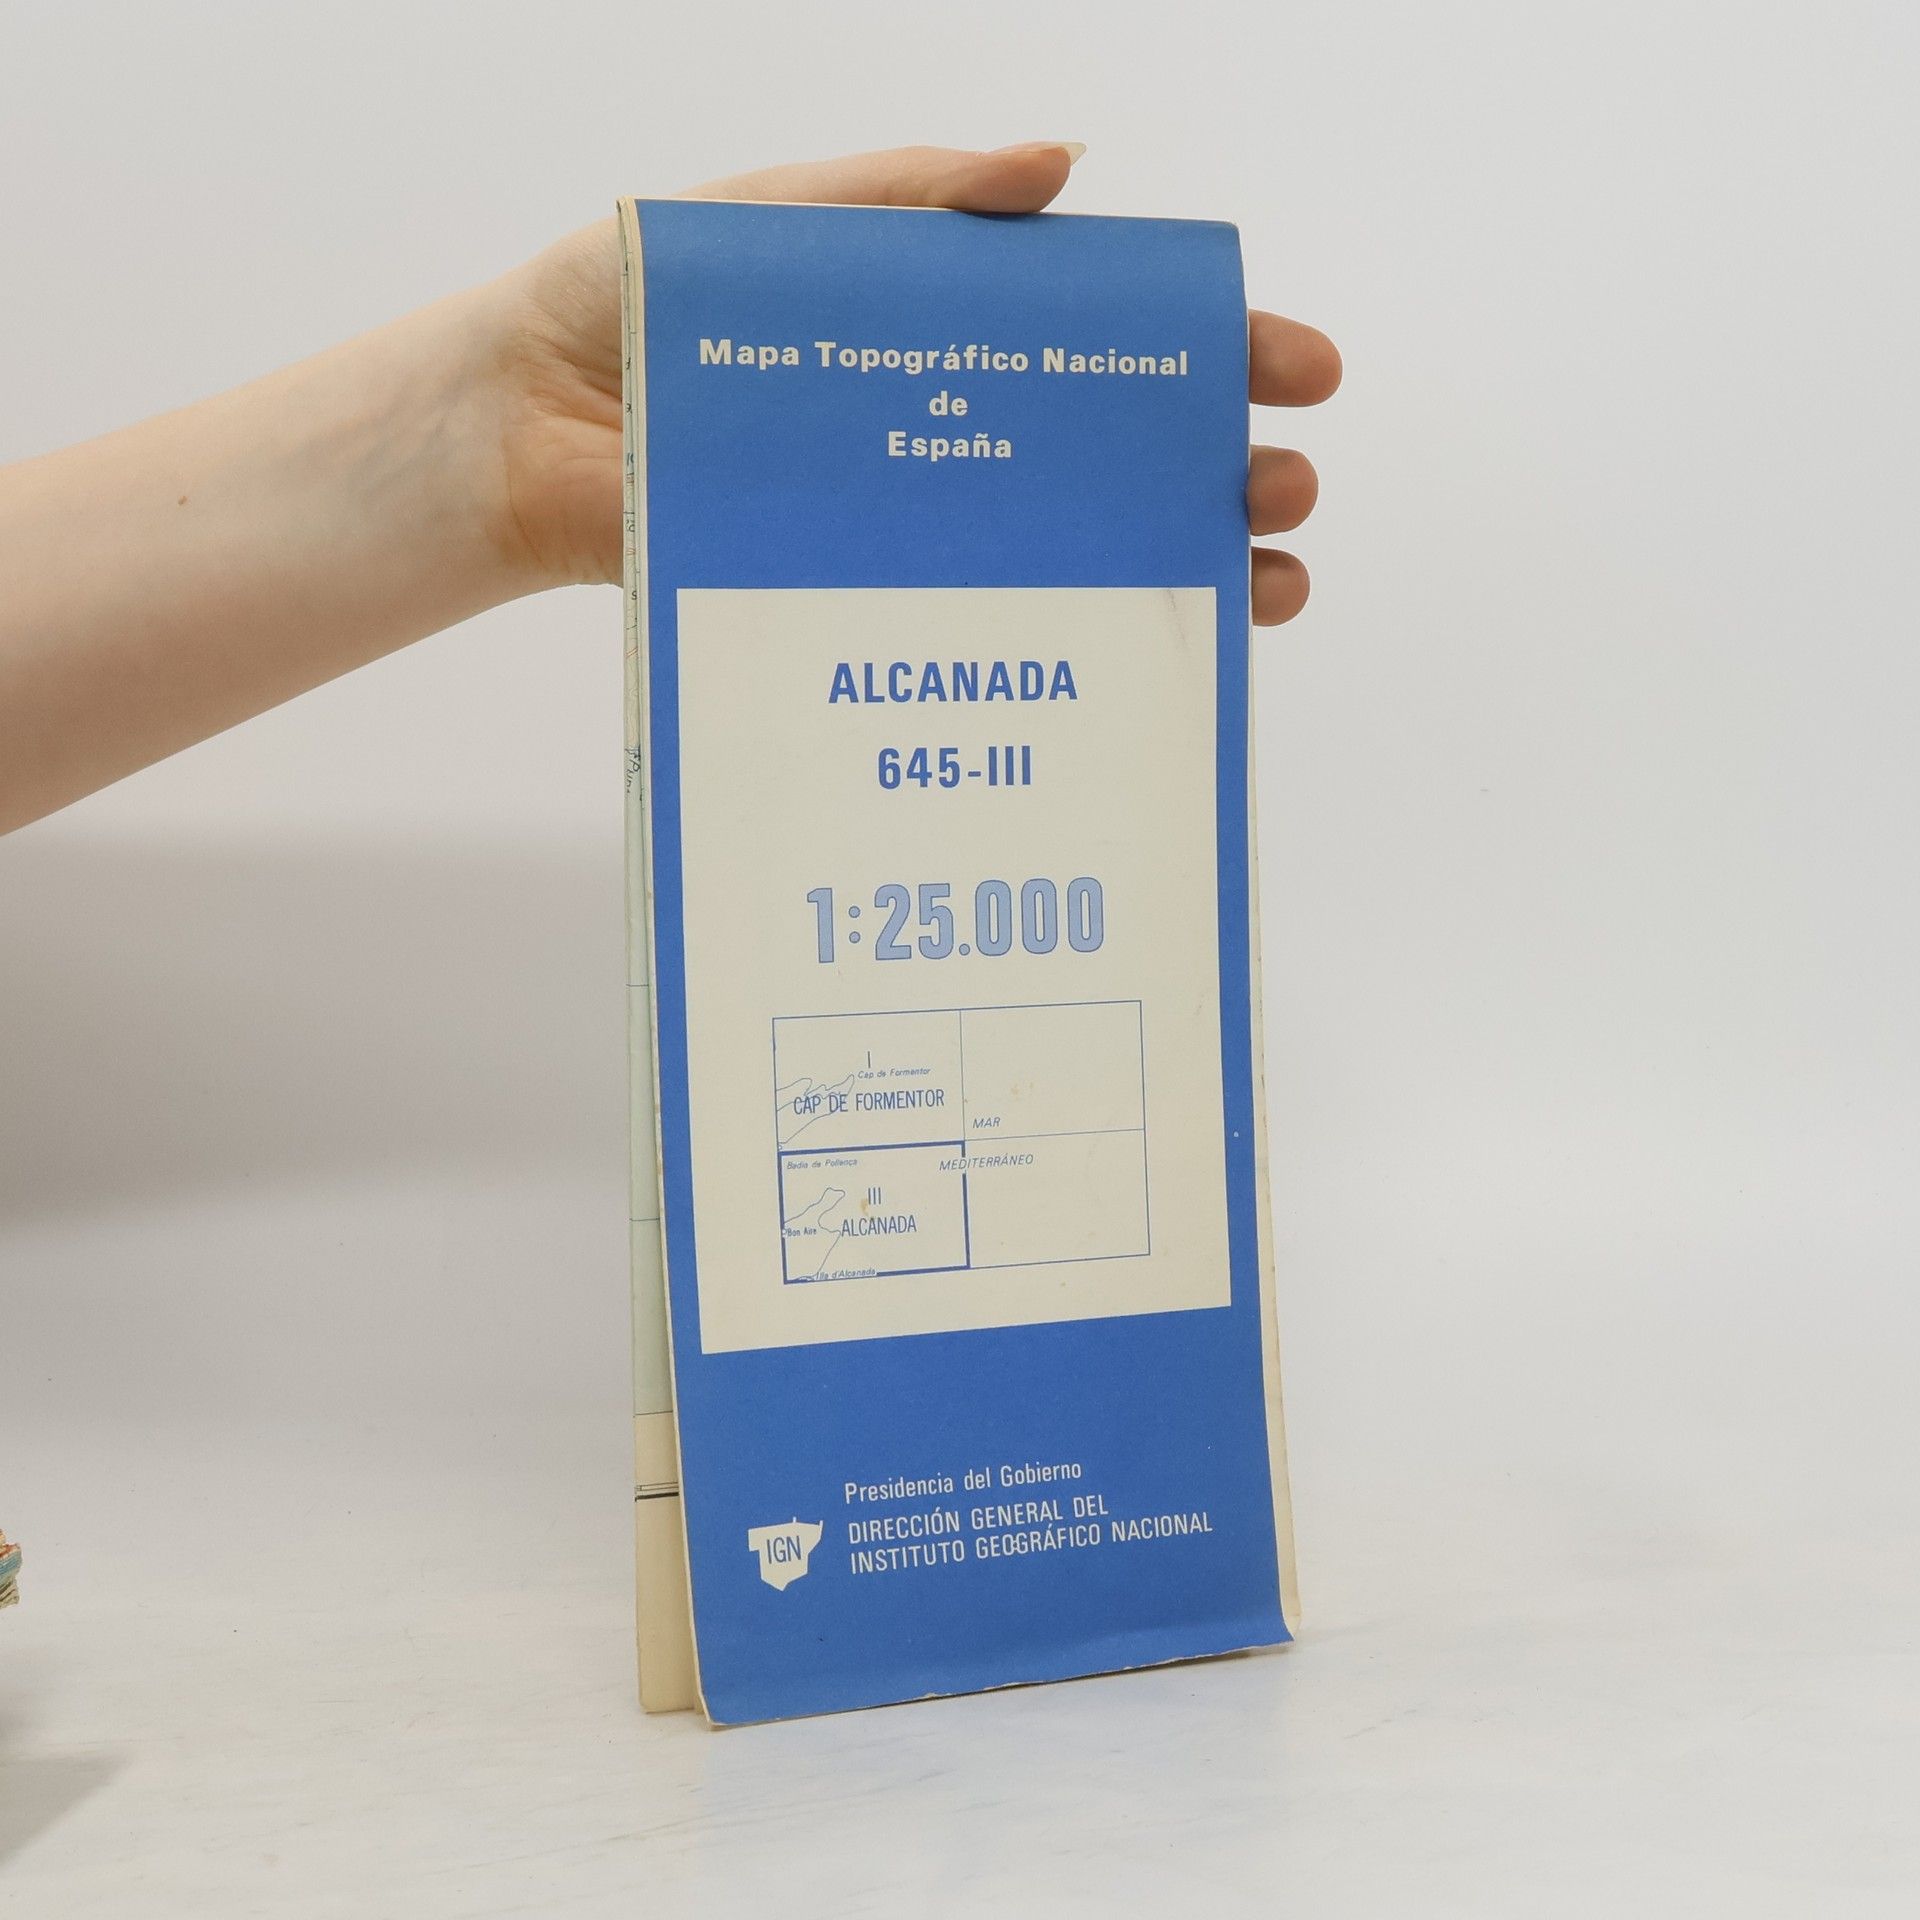 Mapa Topográfico Nacional
de
España
ALCANADA
645-III
1:25.000
I
Cap de Formentor
CAP DE FORMENTOR
MAR
MEDITERRÁNEO
Badia de Pollença
III
Bon Aire
ALCANADA
Illa d'Alcanada
Presidencia del Gobierno
IGN
DIRECCIÓN GENERAL DEL
INSTITUTO GEOGRÁFICO NACIONAL